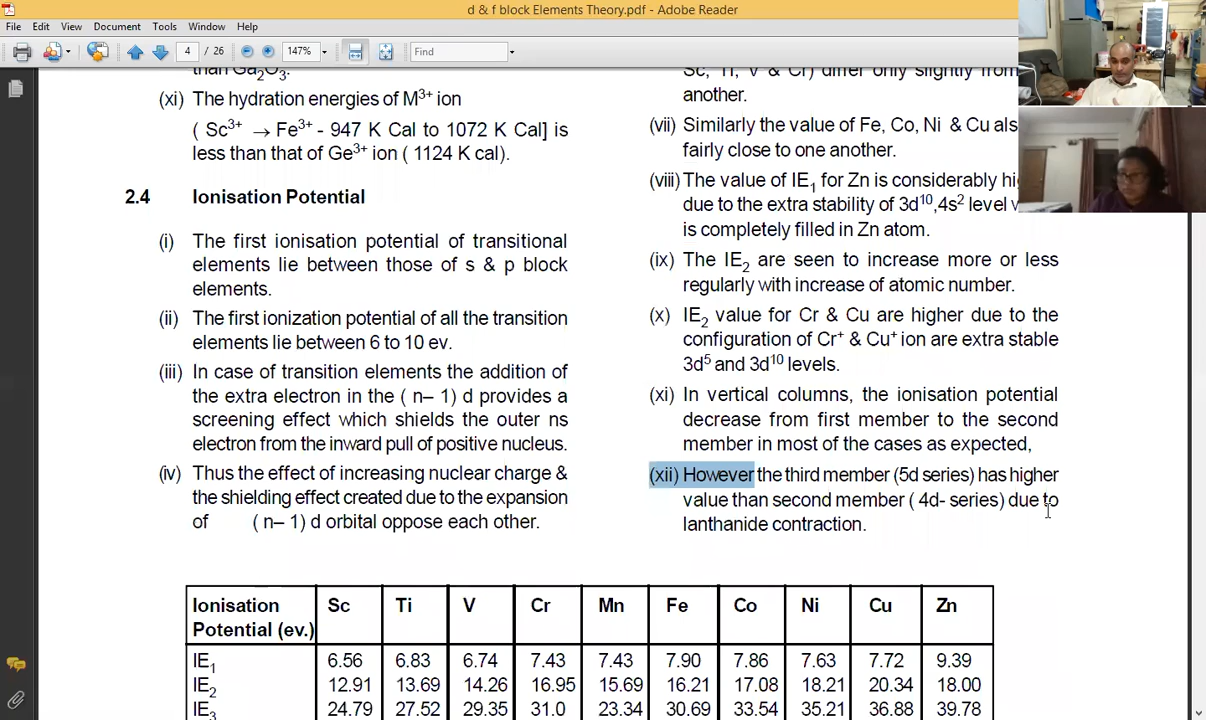 d & f block Elements Theory.pdf - Adobe Reader
File Edit View Document Tools Window Help
4 / 26 147% Find
than Ga2O3.
(xi) The hydration energies of M3+ ion
( Sc3+ → Fe3+ - 947 K Cal to 1072 K Cal] is
less than that of Ge3+ ion ( 1124 K cal).
2.4 Ionisation Potential
(i) The first ionisation potential of transitional
elements lie between those of s & p block
elements.
(ii) The first ionization potential of all the transition
elements lie between 6 to 10 ev.
(iii) In case of transition elements the addition of
the extra electron in the ( n– 1) d provides a
screening effect which shields the outer ns
electron from the inward pull of positive nucleus.
(iv) Thus the effect of increasing nuclear charge &
the shielding effect created due to the expansion
of ( n– 1) d orbital oppose each other.
Sc, Ti, V & Cr) differ only slightly from
another.
(vii) Similarly the value of Fe, Co, Ni & Cu als
fairly close to one another.
(viii) The value of IE1 for Zn is considerably hi
due to the extra stability of 3d10,4s2 level
is completely filled in Zn atom.
(ix) The IE2 are seen to increase more or less
regularly with increase of atomic number.
(x) IE2 value for Cr & Cu are higher due to the
configuration of Cr+ & Cu+ ion are extra stable
3d5 and 3d10 levels.
(xi) In vertical columns, the ionisation potential
decrease from first member to the second
member in most of the cases as expected,
(xii) However the third member (5d series) has higher
value than second member ( 4d- series) due to
lanthanide contraction.
Ionisation Potential (ev.) Sc Ti V Cr Mn Fe Co Ni Cu Zn
IE1 6.56 6.83 6.74 7.43 7.43 7.90 7.86 7.63 7.72 9.39
IE2 12.91 13.69 14.26 16.95 15.69 16.21 17.08 18.21 20.34 18.00
IE3 24.79 27.52 29.35 31.0 23.34 30.69 33.54 35.21 36.88 39.78